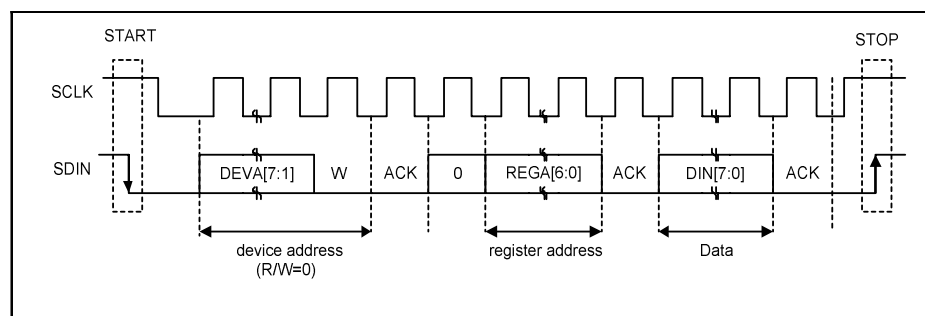 START
STOP
SCLK
SDIN
DEVA[7:1] W ACK 0 REGA[6:0] ACK DIN[7:0] ACK
device address
(R/W=0)
register address
Data